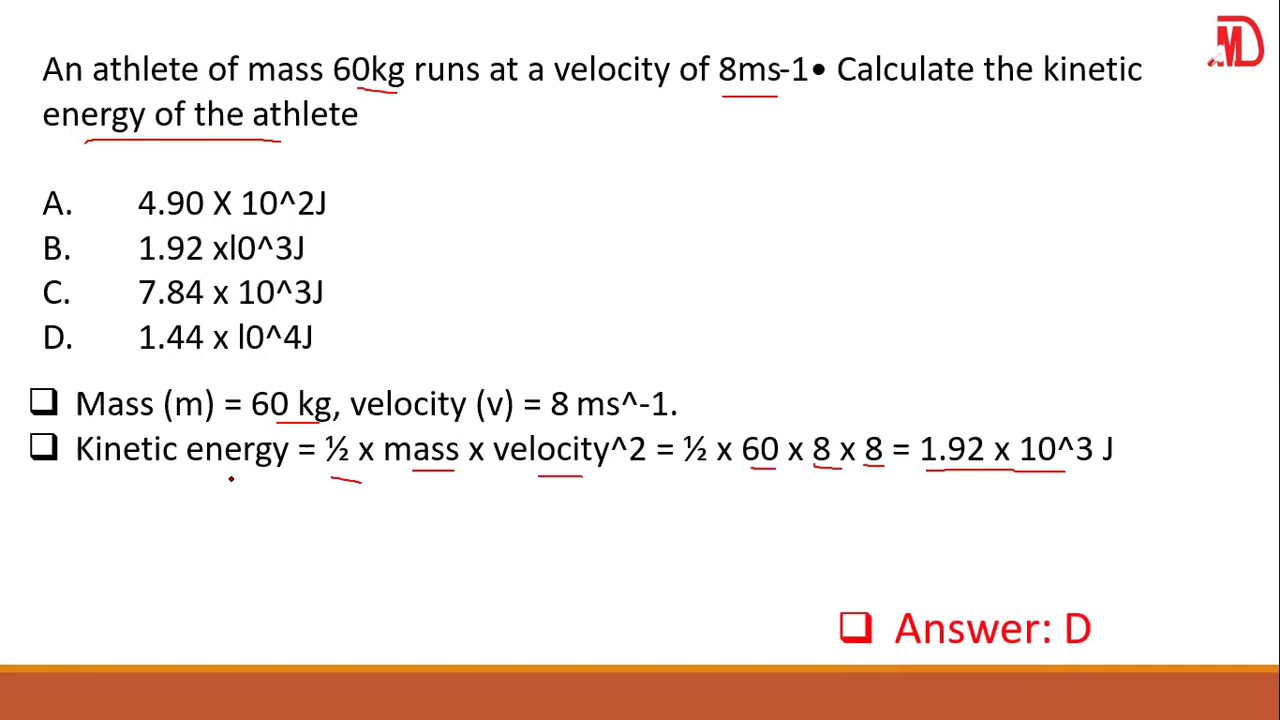 An athlete of mass 60kg runs at a velocity of 8ms-1• Calculate the kinetic
energy of the athlete
A. 4.90 X 10^2J
B. 1.92 xl0^3J
C. 7.84 x 10^3J
D. 1.44 x l0^4J
❑ Mass (m) = 60 kg, velocity (v) = 8 ms^-1.
❑ Kinetic energy = ½ x mass x velocity^2 = ½ x 60 x 8 x 8 = 1.92 x 10^3 J
❑ Answer: D